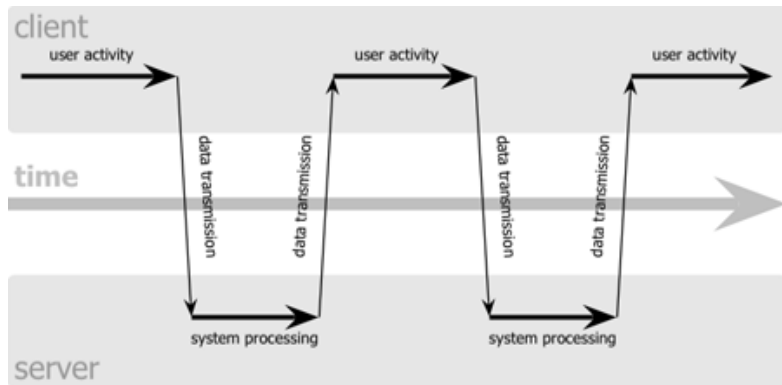 client
user activity
user activity
user activity
data transmission
data transmission
data transmission
data transmission
time
system processing
system processing
server